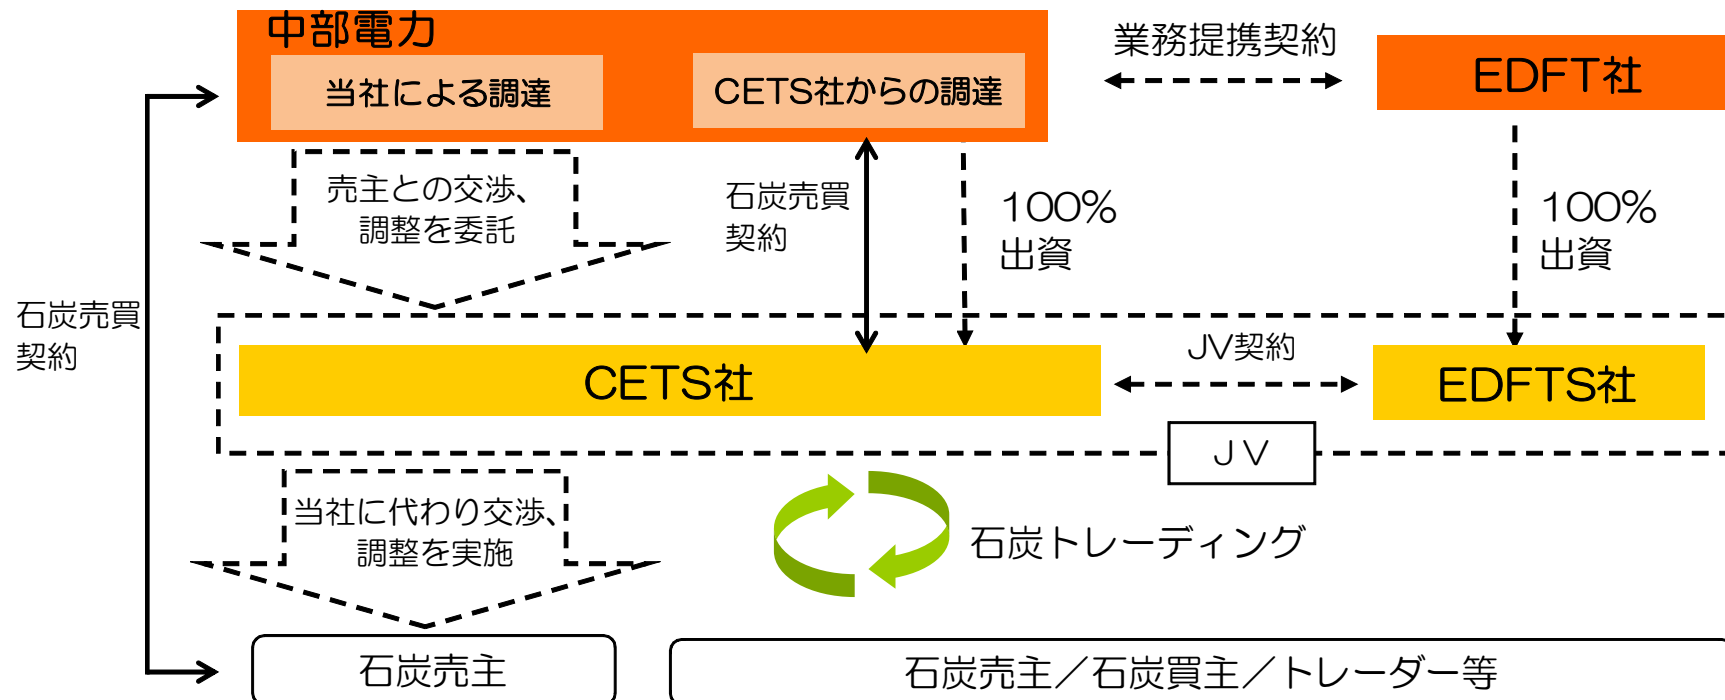 中部電力
当社による調達
CETS社からの調達
業務提携契約
EDFT社
売主との交渉、
調整を委託
石炭売買
契約
100%
出資
100%
出資
石炭売買
契約
CETS社
JV契約
EDFTS社
JV
当社に代わり交渉、
調整を実施
石炭トレーディング
石炭売主
石炭売主／石炭買主／トレーダー等